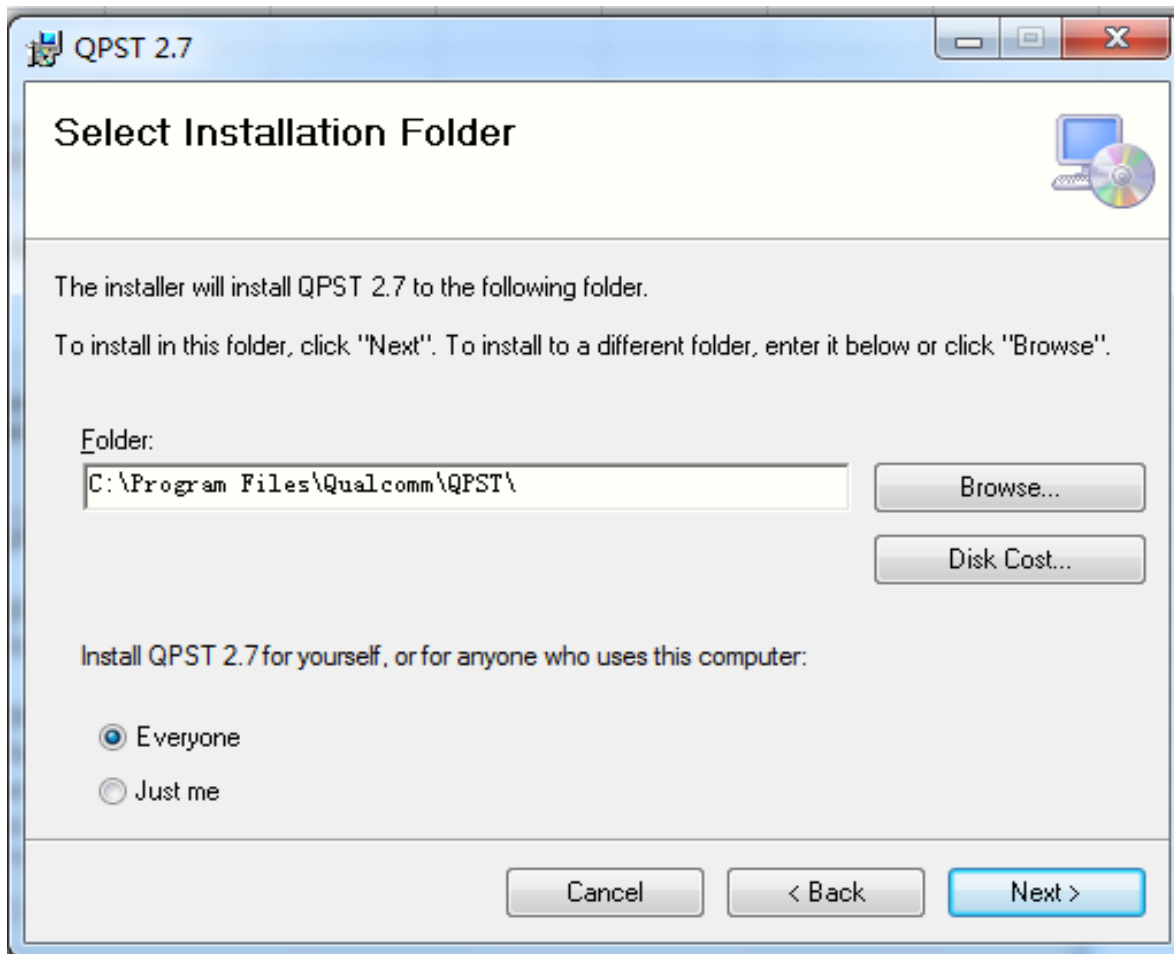 QPST 2.7
Select Installation Folder
The installer will install QPST 2.7 to the following folder.
To install in this folder, click "Next". To install to a different folder, enter it below or click "Browse".
Folder:
C:\Program Files\Qualcomm\QPST\
Browse...
Disk Cost...
Install QPST 2.7 for yourself, or for anyone who uses this computer:
Everyone
Just me
Cancel
< Back
Next >